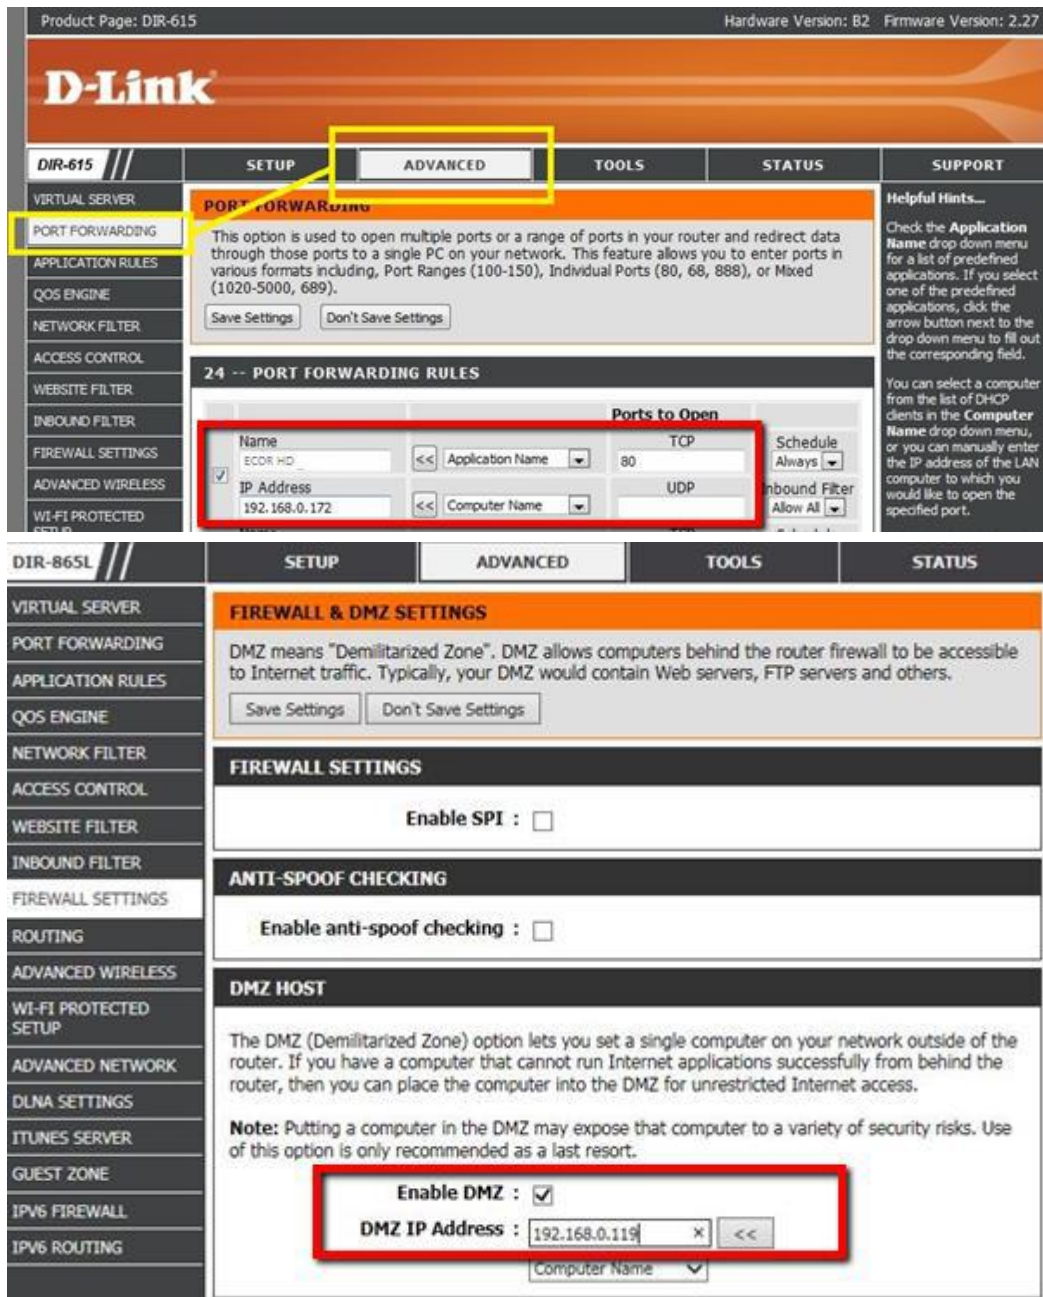 Product Page: DIR-615 Hardware Version: B2 Firmware Version: 2.27
D-Link
DIR-615 SETUP ADVANCED TOOLS STATUS SUPPORT
VIRTUAL SERVER
PORT FORWARDING
APPLICATION RULES
QOS ENGINE
NETWORK FILTER
ACCESS CONTROL
WEBSITE FILTER
INBOUND FILTER
FIREWALL SETTINGS
ADVANCED WIRELESS
WI-FI PROTECTED
SETUP
PORT FORWARDING
This option is used to open multiple ports or a range of ports in your router and redirect data
through those ports to a single PC on your network. This feature allows you to enter ports in
various formats including, Port Ranges (100-150), Individual Ports (80, 68, 888), or Mixed
(1020-5000, 689).
Save Settings Don't Save Settings
24 -- PORT FORWARDING RULES
Ports to Open
Name TCP Schedule
ECOR HD_ << Application Name 80 Always
IP Address UDP Inbound Filter
192.168.0.172 << Computer Name Allow All
Name TCP Schedule
Helpful Hints...
Check the Application
Name drop down menu
for a list of predefined
applications. If you select
one of the predefined
applications, click the
arrow button next to the
drop down menu to fill out
the corresponding field.
You can select a computer
from the list of DHCP
clients in the Computer
Name drop down menu,
or you can manually enter
the IP address of the LAN
computer to which you
would like to open the
specified port.
DIR-865L SETUP ADVANCED TOOLS STATUS
VIRTUAL SERVER
PORT FORWARDING
APPLICATION RULES
QOS ENGINE
NETWORK FILTER
ACCESS CONTROL
WEBSITE FILTER
INBOUND FILTER
FIREWALL SETTINGS
ROUTING
ADVANCED WIRELESS
WI-FI PROTECTED
SETUP
ADVANCED NETWORK
DLNA SETTINGS
ITUNES SERVER
GUEST ZONE
IPV6 FIREWALL
IPV6 ROUTING
FIREWALL & DMZ SETTINGS
DMZ means "Demilitarized Zone". DMZ allows computers behind the router firewall to be accessible
to Internet traffic. Typically, your DMZ would contain Web servers, FTP servers and others.
Save Settings Don't Save Settings
FIREWALL SETTINGS
Enable SPI :
ANTI-SPOOF CHECKING
Enable anti-spoof checking :
DMZ HOST
The DMZ (Demilitarized Zone) option lets you set a single computer on your network outside of the
router. If you have a computer that cannot run Internet applications successfully from behind the
router, then you can place the computer into the DMZ for unrestricted Internet access.
Note: Putting a computer in the DMZ may expose that computer to a variety of security risks. Use
of this option is only recommended as a last resort.
Enable DMZ :
DMZ IP Address : 192.168.0.119 × <<
Computer Name